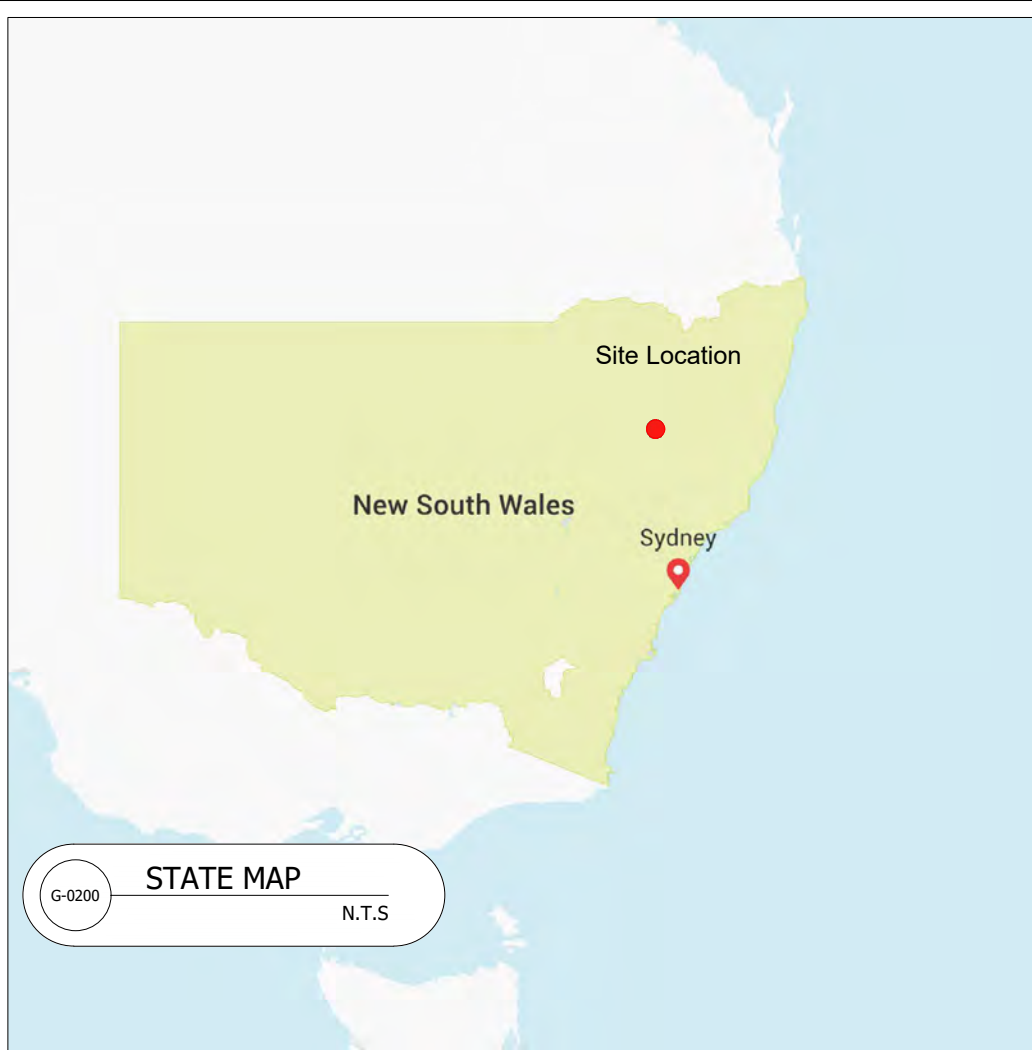 Site Location
New South Wales
Sydney
G-0200
STATE MAP
N.T.S